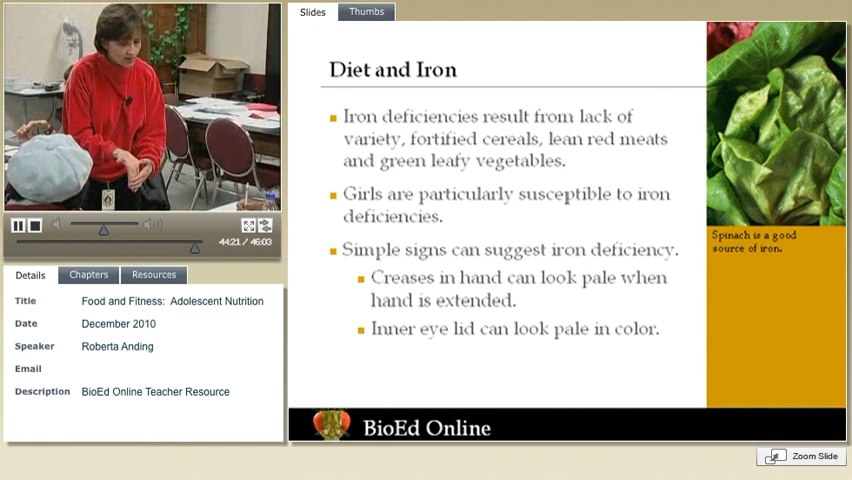 Slides
Thumbs
Diet and Iron
Iron deficiencies result from lack of
variety, fortified cereals, lean red meats
and green leafy vegetables.
Girls are particularly susceptible to iron
deficiencies.
Simple signs can suggest iron deficiency.
Creases in hand can look pale when
hand is extended.
Inner eye lid can look pale in color.
Spinach is a good
source of iron.
BioEd Online
Zoom Slide
44:21 / 46:03
Details
Chapters
Resources
Title Food and Fitness: Adolescent Nutrition
Date December 2010
Speaker Roberta Anding
Email
Description BioEd Online Teacher Resource